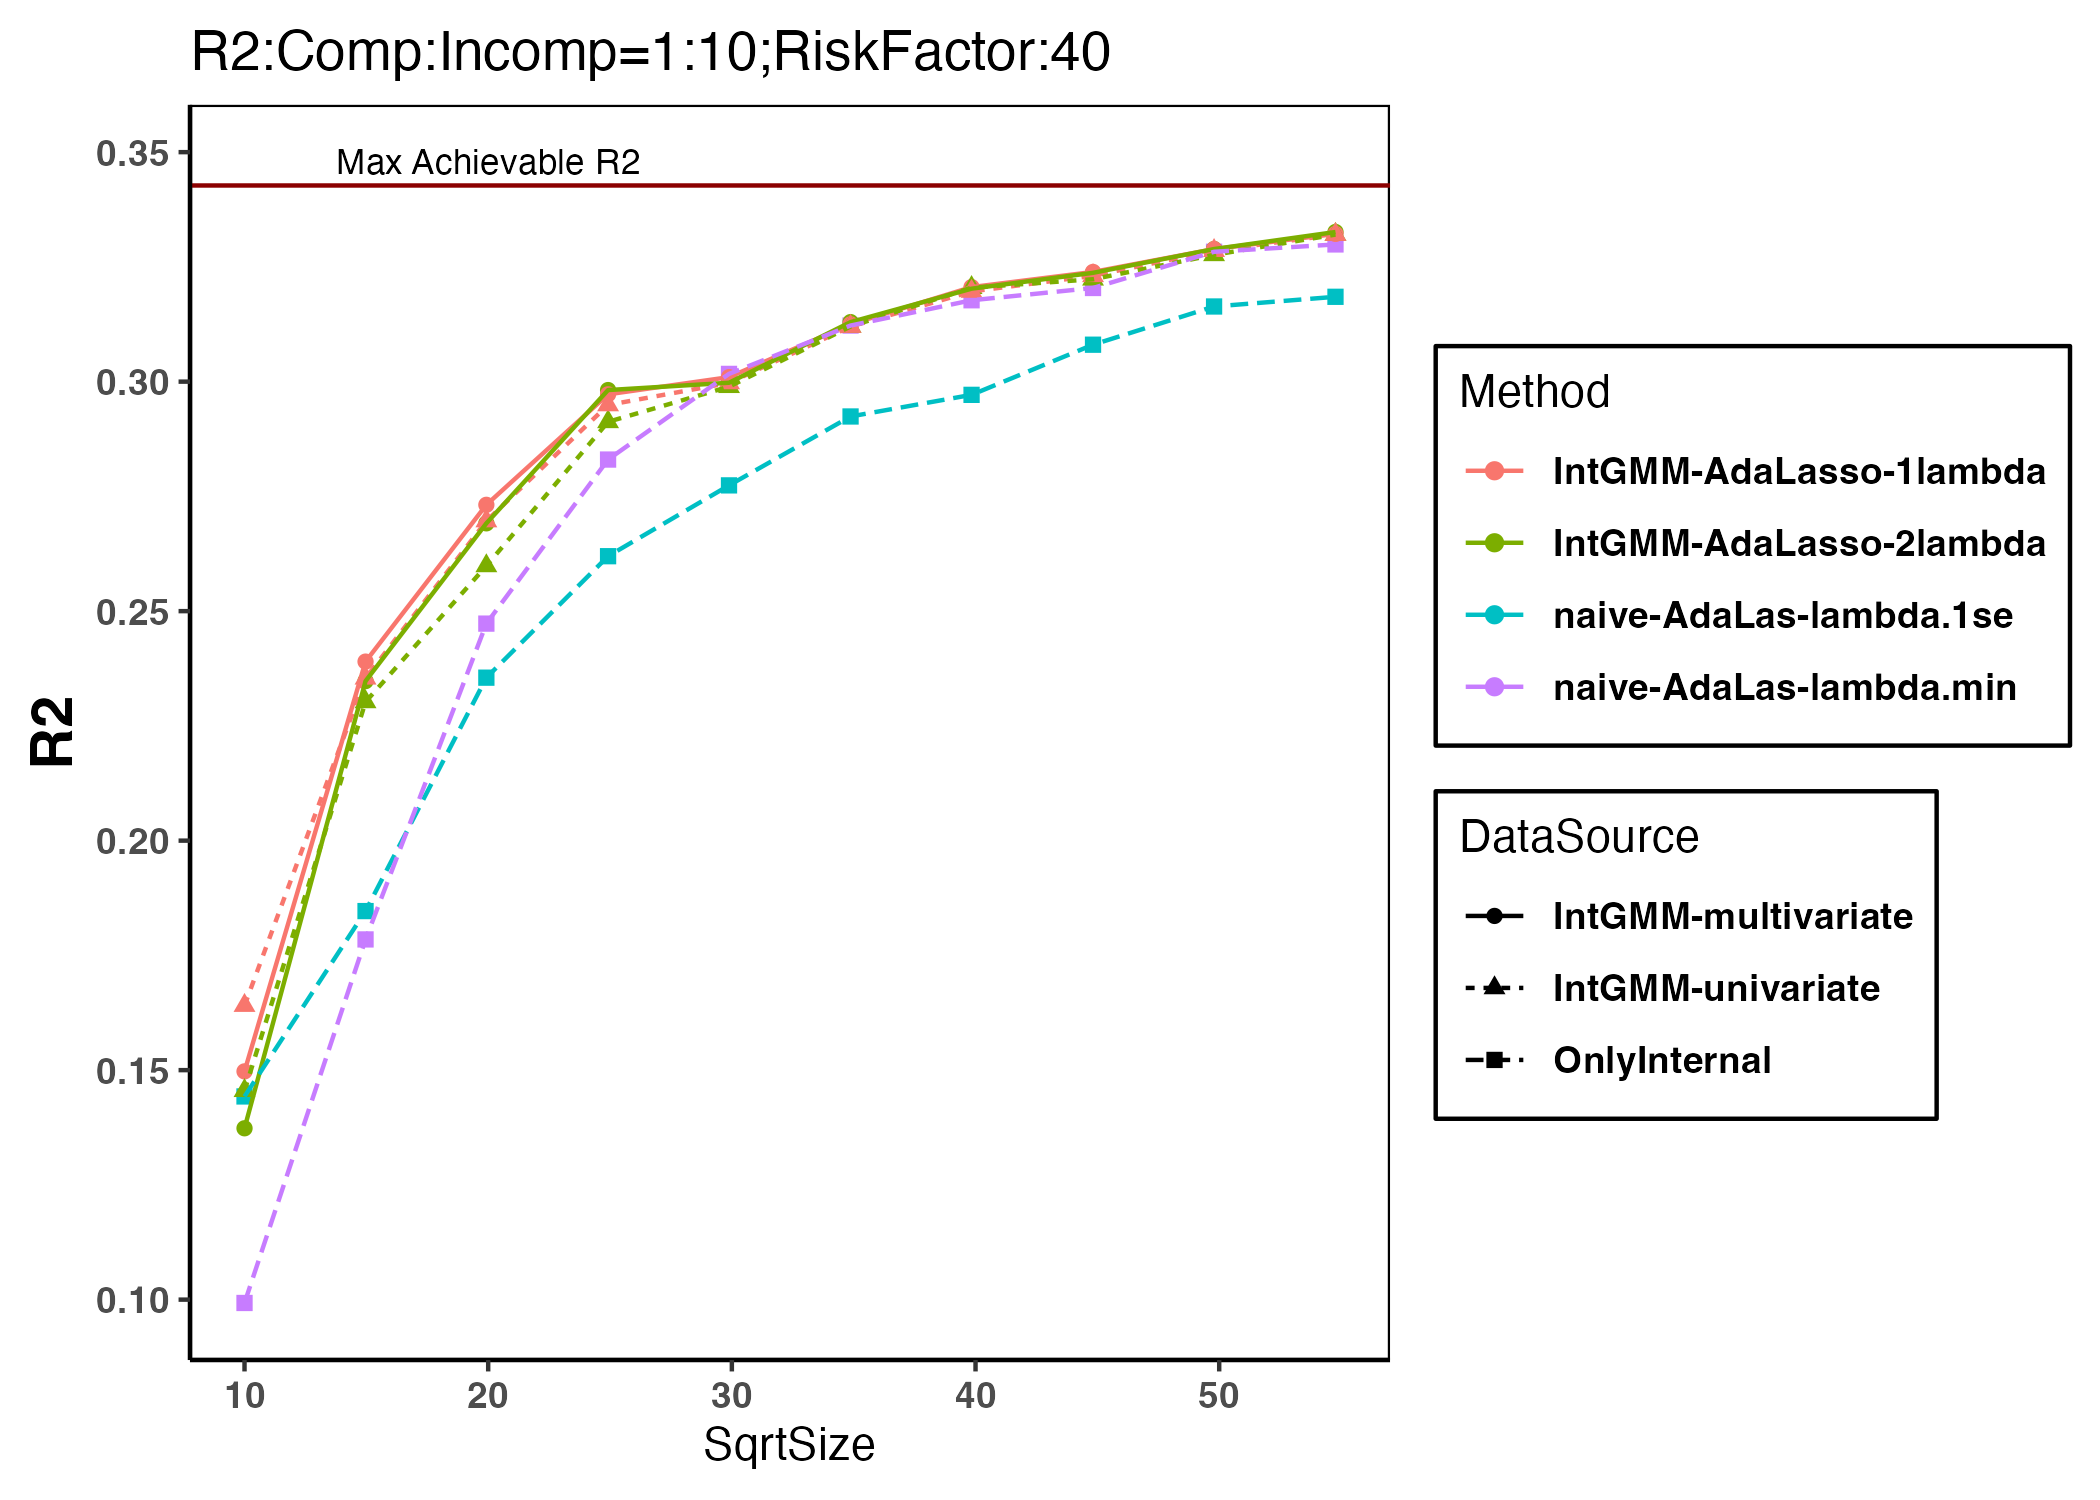 R2:Comp:Incomp=1:10;RiskFactor:40
Max Achievable R2
0.35
0.30
0.25
0.20
0.15
0.10
R2
10 20 30 40 50
SqrtSize
Method
IntGMM-AdaLasso-1lambda
IntGMM-AdaLasso-2lambda
naive-AdaLas-lambda.1se
naive-AdaLas-lambda.min
DataSource
IntGMM-multivariate
IntGMM-univariate
OnlyInternal